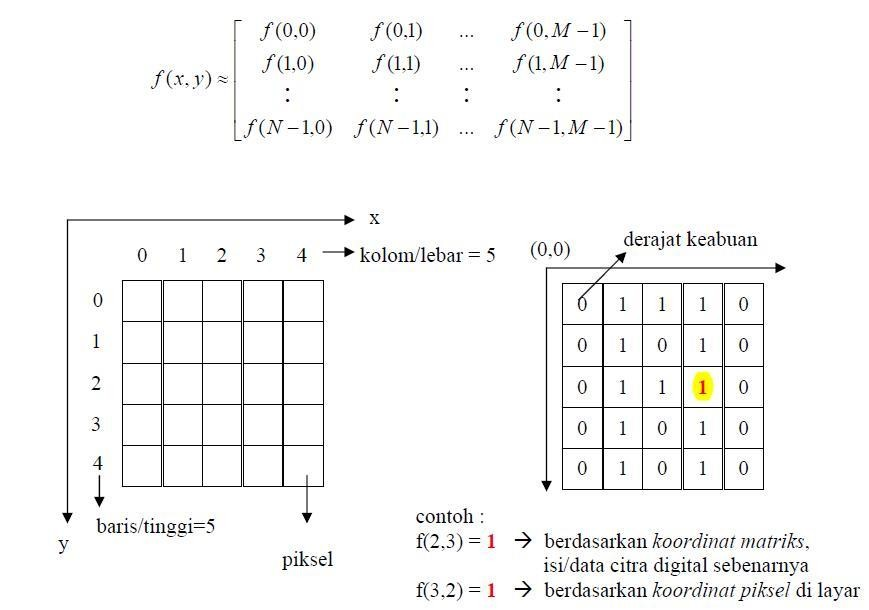 f(0,0) f(0,1) ... f(0,M−1)
f(x,y)≈ f(1,0) f(1,1) ... f(1,M−1)
⋮ ⋮ ⋮ ⋮
f(N−1,0) f(N−1,1) ... f(N−1,M−1)
x
0 1 2 3 4 → kolom/lebar = 5
0
1
2
3
4
baris/tinggi=5
y
piksel
(0,0)
derajat keabuan
0 1 1 1 0
0 1 0 1 0
0 1 1 1 0
0 1 0 1 0
0 1 0 1 0
contoh :
f(2,3) = 1 → berdasarkan koordinat matriks,
isi/data citra digital sebenarnya
f(3,2) = 1 → berdasarkan koordinat piksel di layar